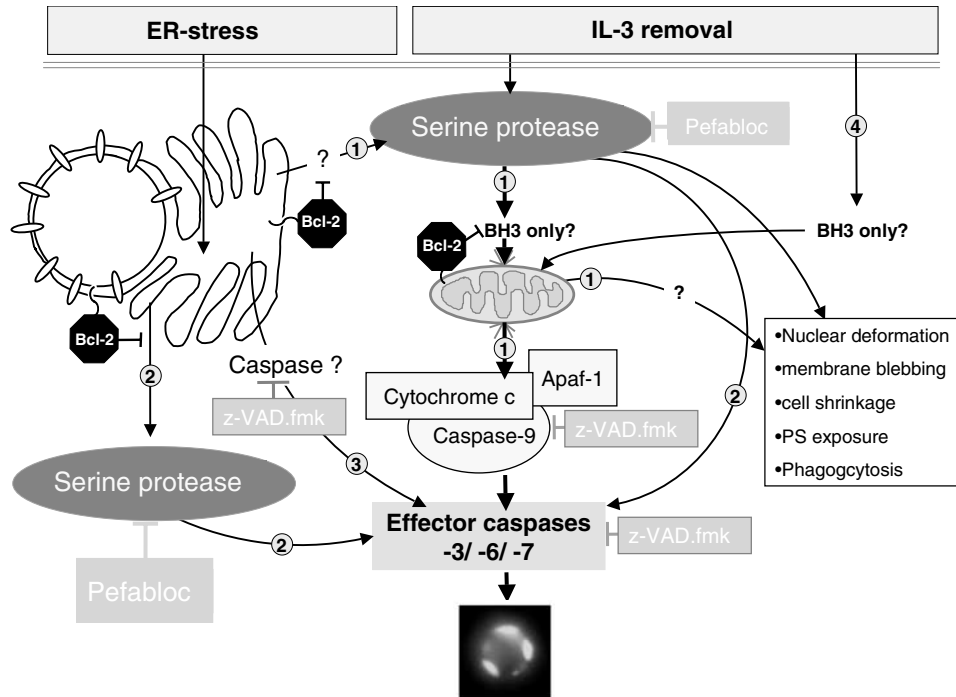 ER-stress
IL-3 removal
Serine protease
Pefabloc
4
?
1
Bcl-2
1
Bcl-2
BH3 only?
BH3 only?
1
?
Bcl-2
2
1
Caspase ?
z-VAD.fmk
3
Cytochrome c
Apaf-1
Caspase-9
z-VAD.fmk
2
•Nuclear deformation
•membrane blebbing
•cell shrinkage
•PS exposure
•Phagogcytosis
Serine protease
2
Pefabloc
Effector caspases
-3/ -6/ -7
z-VAD.fmk